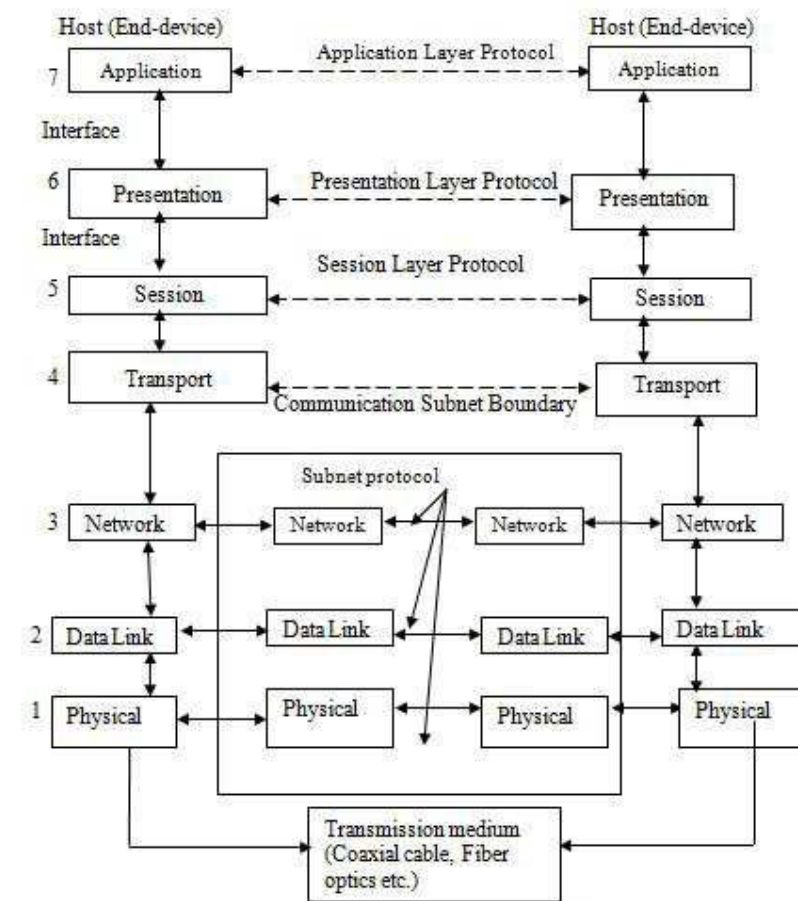 Host (End-device)
Host (End-device)
Application Layer Protocol
7
Application
Application
Interface
6
Presentation
Presentation Layer Protocol
Presentation
Interface
Session Layer Protocol
5
Session
Session
4
Transport
Transport
Communication Subnet Boundary
Subnet protocol
3
Network
Network
Network
Network
2
Data Link
Data Link
Data Link
Data Link
1
Physical
Physical
Physical
Physical
Transmission medium
(Coaxial cable, Fiber
optics etc.)